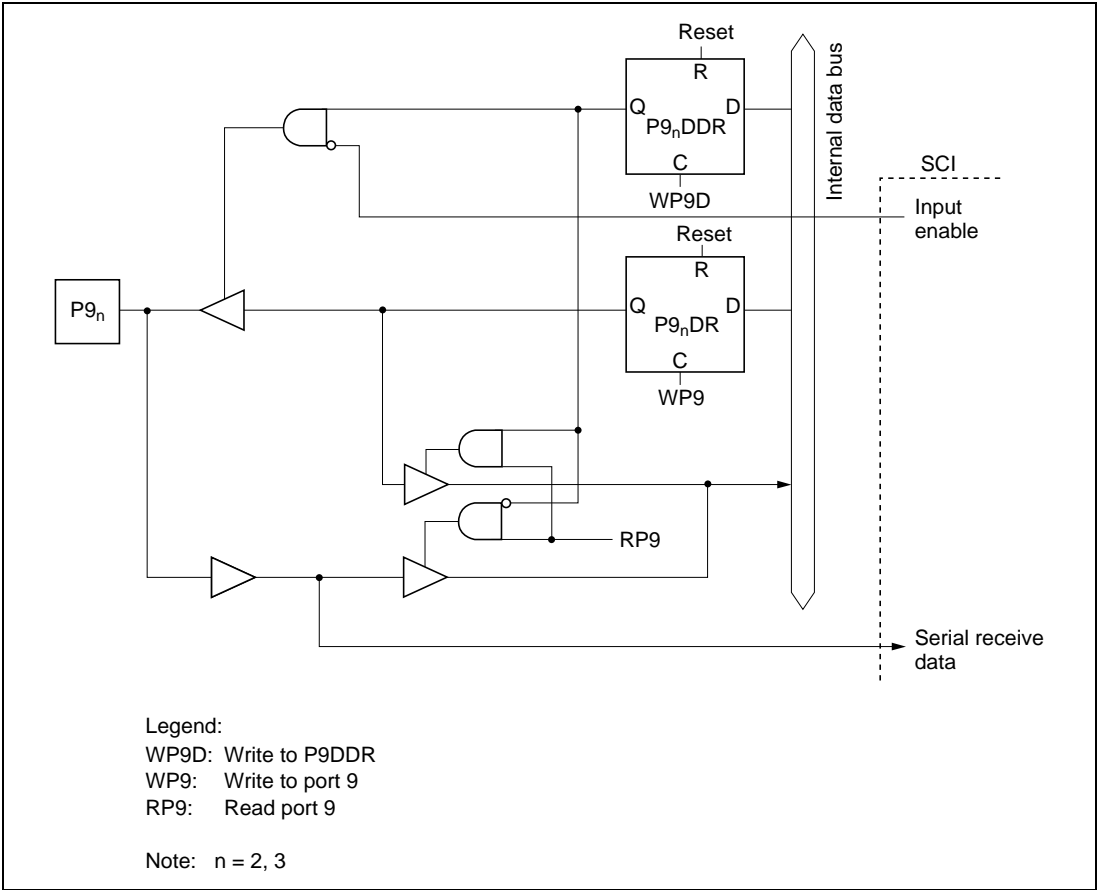 Reset
R
Q
D
P9nDDR
C
WP9D
Internal data bus
SCI
Input
enable
Reset
R
Q
D
P9nDR
C
WP9
P9n
RP9
Serial receive
data
Legend:
WP9D: Write to P9DDR
WP9: Write to port 9
RP9: Read port 9
Note: n = 2, 3